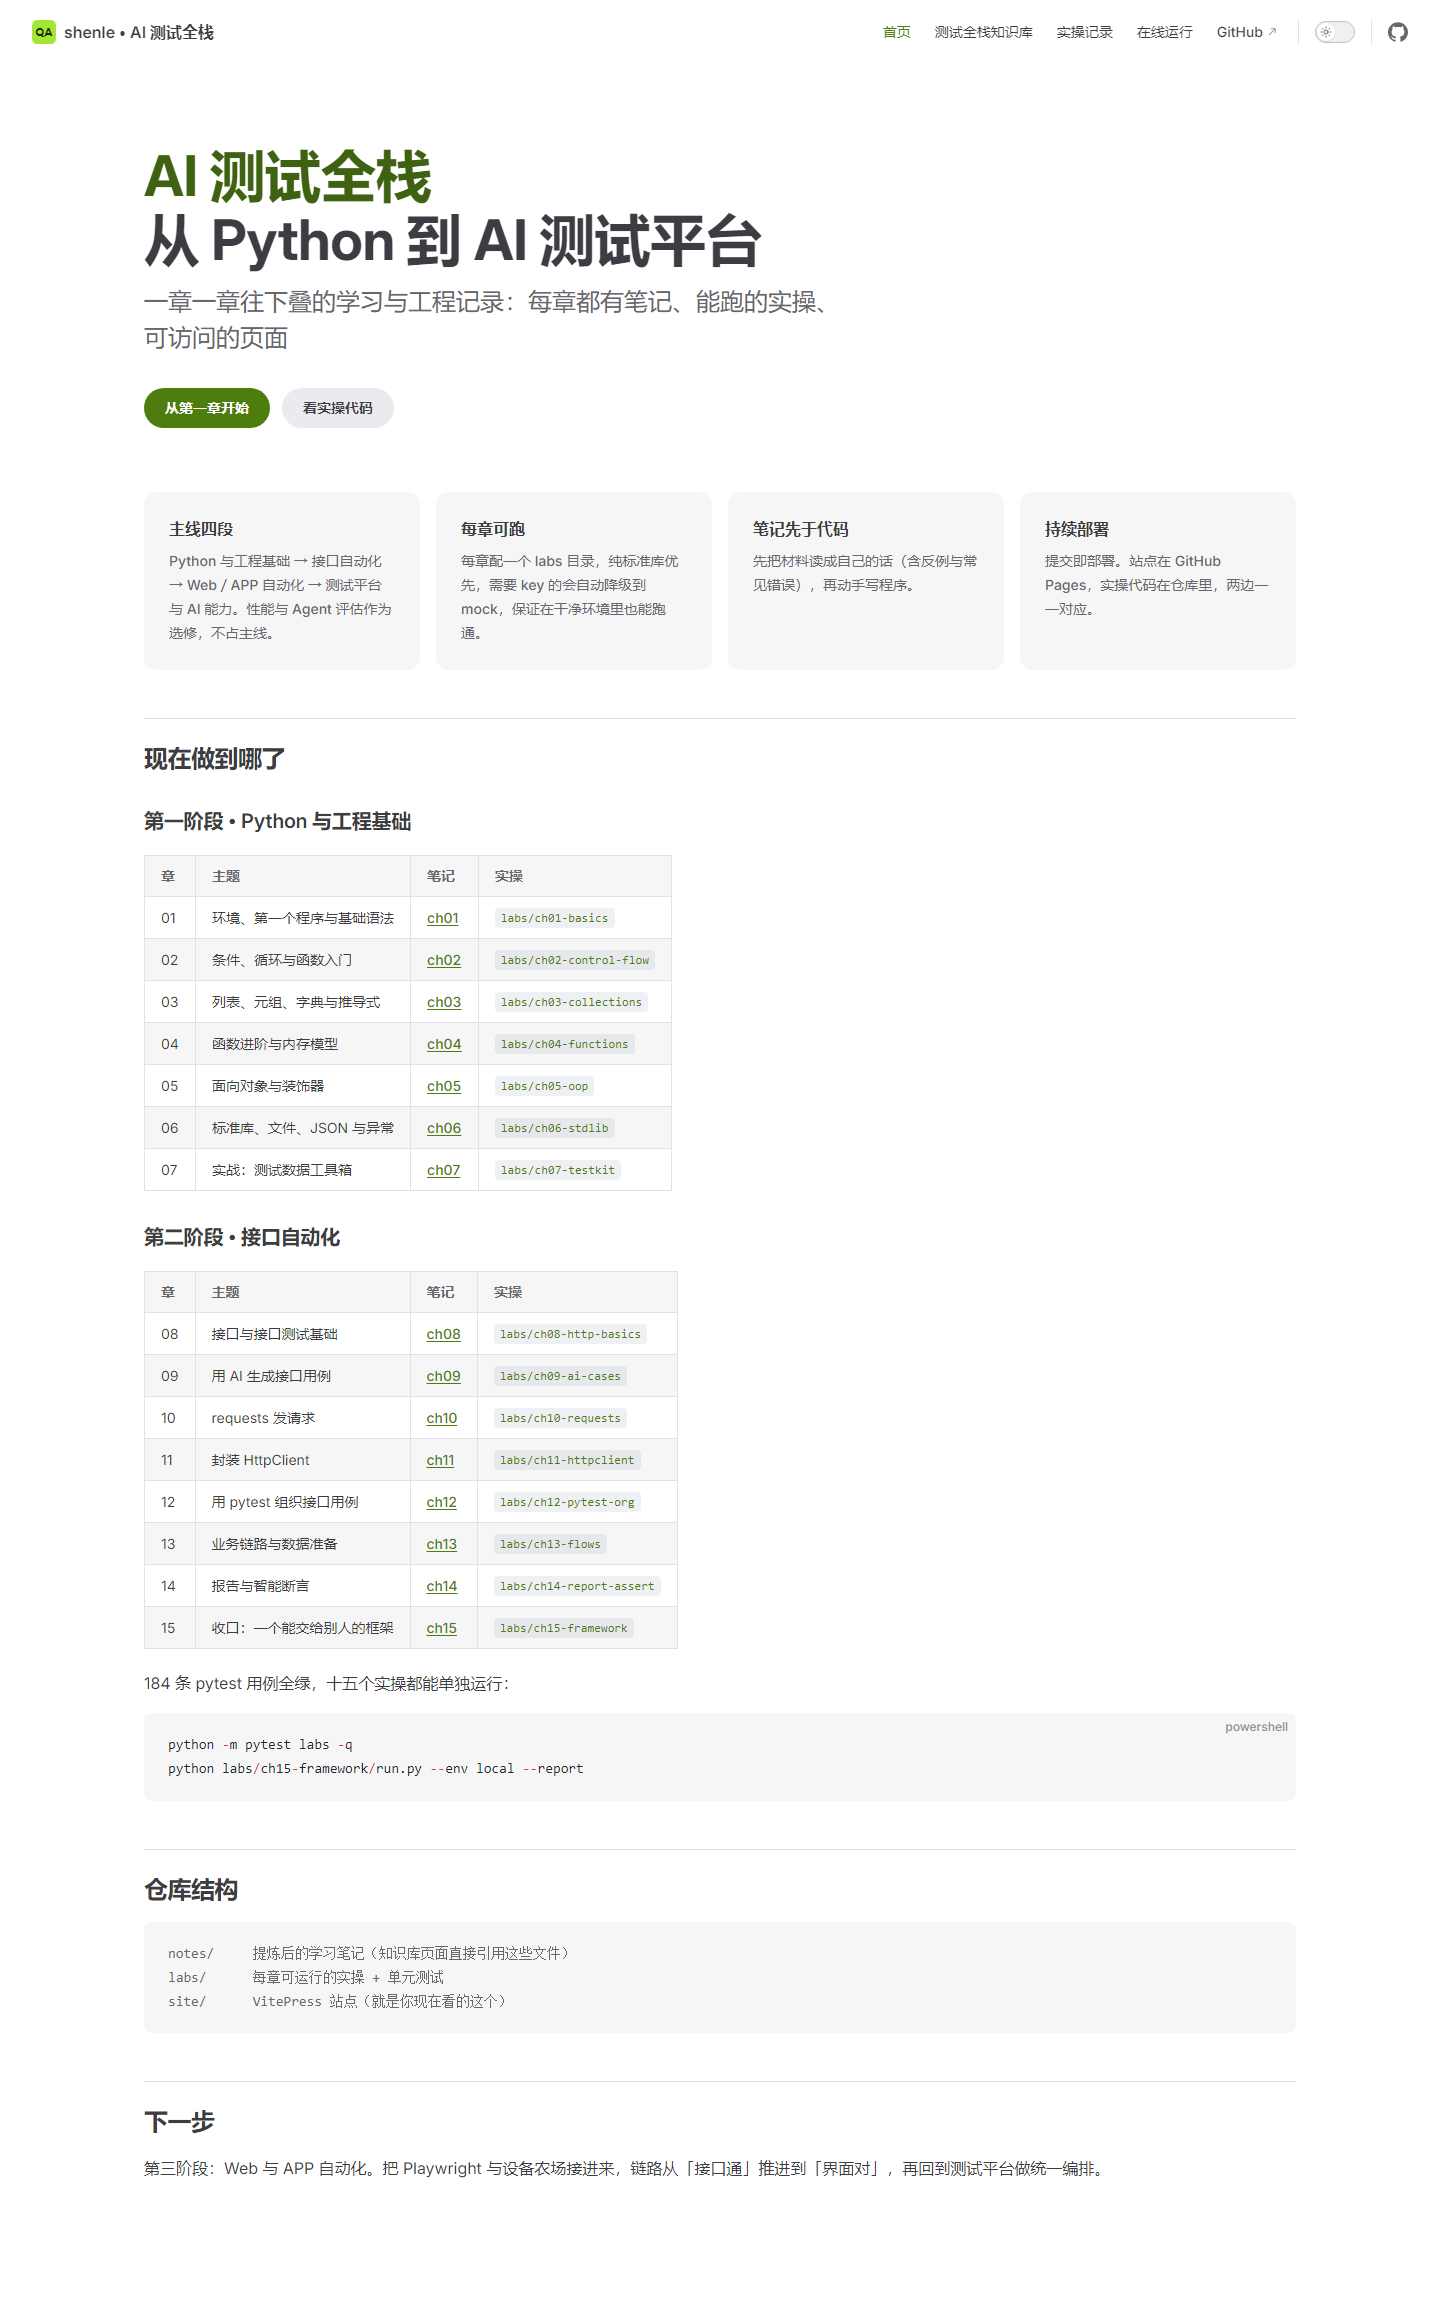 QA shenle • AI 测试全栈 首页 测试全栈知识库 实操记录 在线运行 GitHub ↗
AI 测试全栈
从 Python 到 AI 测试平台
一章一章往下叠的学习与工程记录：每章都有笔记、能跑的实操、
可访问的页面
从第一章开始 看实操代码
主线四段
Python 与工程基础 → 接口自动化
→ Web / APP 自动化 → 测试平台
与 AI 能力。性能与 Agent 评估作为
选修，不占主线。
每章可跑
每章配一个 labs 目录，纯标准库优
先，需要 key 的会自动降级到
mock，保证在干净环境里也能跑
通。
笔记先于代码
先把材料读成自己的话（含反例与常
见错误），再动手写程序。
持续部署
提交即部署。站点在 GitHub
Pages，实操代码在仓库里，两边一
一对应。
现在做到哪了
第一阶段 • Python 与工程基础
章 主题 笔记 实操
01 环境、第一个程序与基础语法 ch01 labs/ch01-basics
02 条件、循环与函数入门 ch02 labs/ch02-control-flow
03 列表、元组、字典与推导式 ch03 labs/ch03-collections
04 函数进阶与内存模型 ch04 labs/ch04-functions
05 面向对象与装饰器 ch05 labs/ch05-oop
06 标准库、文件、JSON 与异常 ch06 labs/ch06-stdlib
07 实战：测试数据工具箱 ch07 labs/ch07-testkit
第二阶段 • 接口自动化
章 主题 笔记 实操
08 接口与接口测试基础 ch08 labs/ch08-http-basics
09 用 AI 生成接口用例 ch09 labs/ch09-ai-cases
10 requests 发请求 ch10 labs/ch10-requests
11 封装 HttpClient ch11 labs/ch11-httpclient
12 用 pytest 组织接口用例 ch12 labs/ch12-pytest-org
13 业务链路与数据准备 ch13 labs/ch13-flows
14 报告与智能断言 ch14 labs/ch14-report-assert
15 收口：一个能交给别人的框架 ch15 labs/ch15-framework
184 条 pytest 用例全绿，十五个实操都能单独运行：
powershell
python -m pytest labs -q
python labs/ch15-framework/run.py --env local --report
仓库结构
notes/ 提炼后的学习笔记（知识库页面直接引用这些文件）
labs/ 每章可运行的实操 + 单元测试
site/ VitePress 站点（就是你现在看的这个）
下一步
第三阶段：Web 与 APP 自动化。把 Playwright 与设备农场接进来，链路从「接口通」推进到「界面对」，再回到测试平台做统一编排。